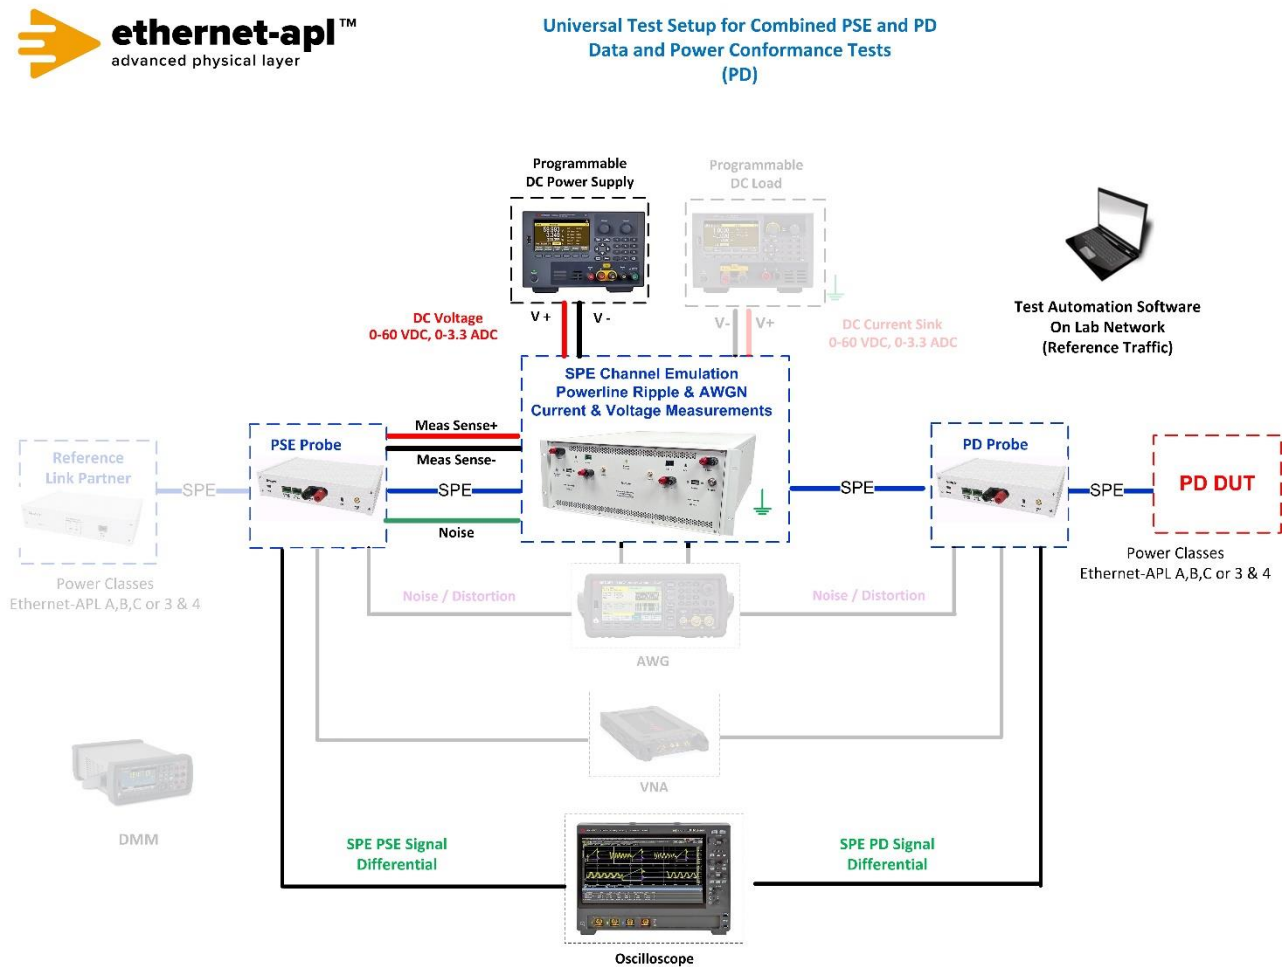 ethernet-apl™
advanced physical layer
Universal Test Setup for Combined PSE and PD
Data and Power Conformance Tests
(PD)
Programmable
DC Power Supply
Programmable
DC Load
DC Voltage
0-60 VDC, 0-3.3 ADC
V +
V -
V-
V+
DC Current Sink
0-60 VDC, 0-3.3 ADC
Test Automation Software
On Lab Network
(Reference Traffic)
SPE Channel Emulation
Powerline Ripple & AWGN
Current & Voltage Measurements
Reference
Link Partner
SPE
PSE Probe
Meas Sense+
Meas Sense-
SPE
Noise
SPE
PD Probe
SPE
PD DUT
Power Classes
Ethernet-APL A,B,C or 3 & 4
Power Classes
Ethernet-APL A,B,C or 3 & 4
Noise / Distortion
Noise / Distortion
AWG
VNA
DMM
SPE PSE Signal
Differential
SPE PD Signal
Differential
Oscilloscope